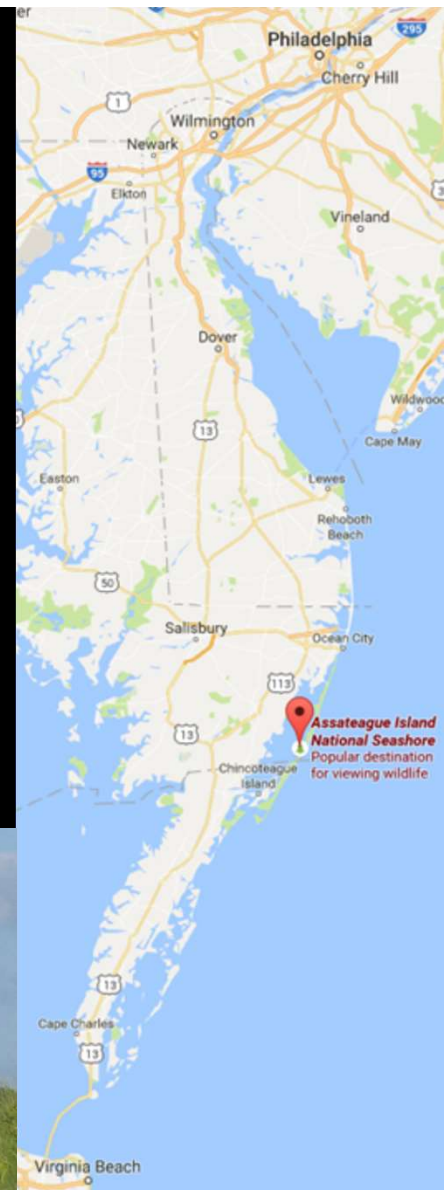 er
Philadelphia
295
Cherry Hill
1
Wilmington
Newark
95
Elkton
3
Vineland
Dover
Wildwood
13
Cape May
Easton
Lewes
Rehoboth
Beach
50
Salisbury
Ocean City
113
Assateague Island
National Seashore
Popular destination
for viewing wildlife
13
Chincoteague
Island
13
Cape Charles
13
Virginia Beach